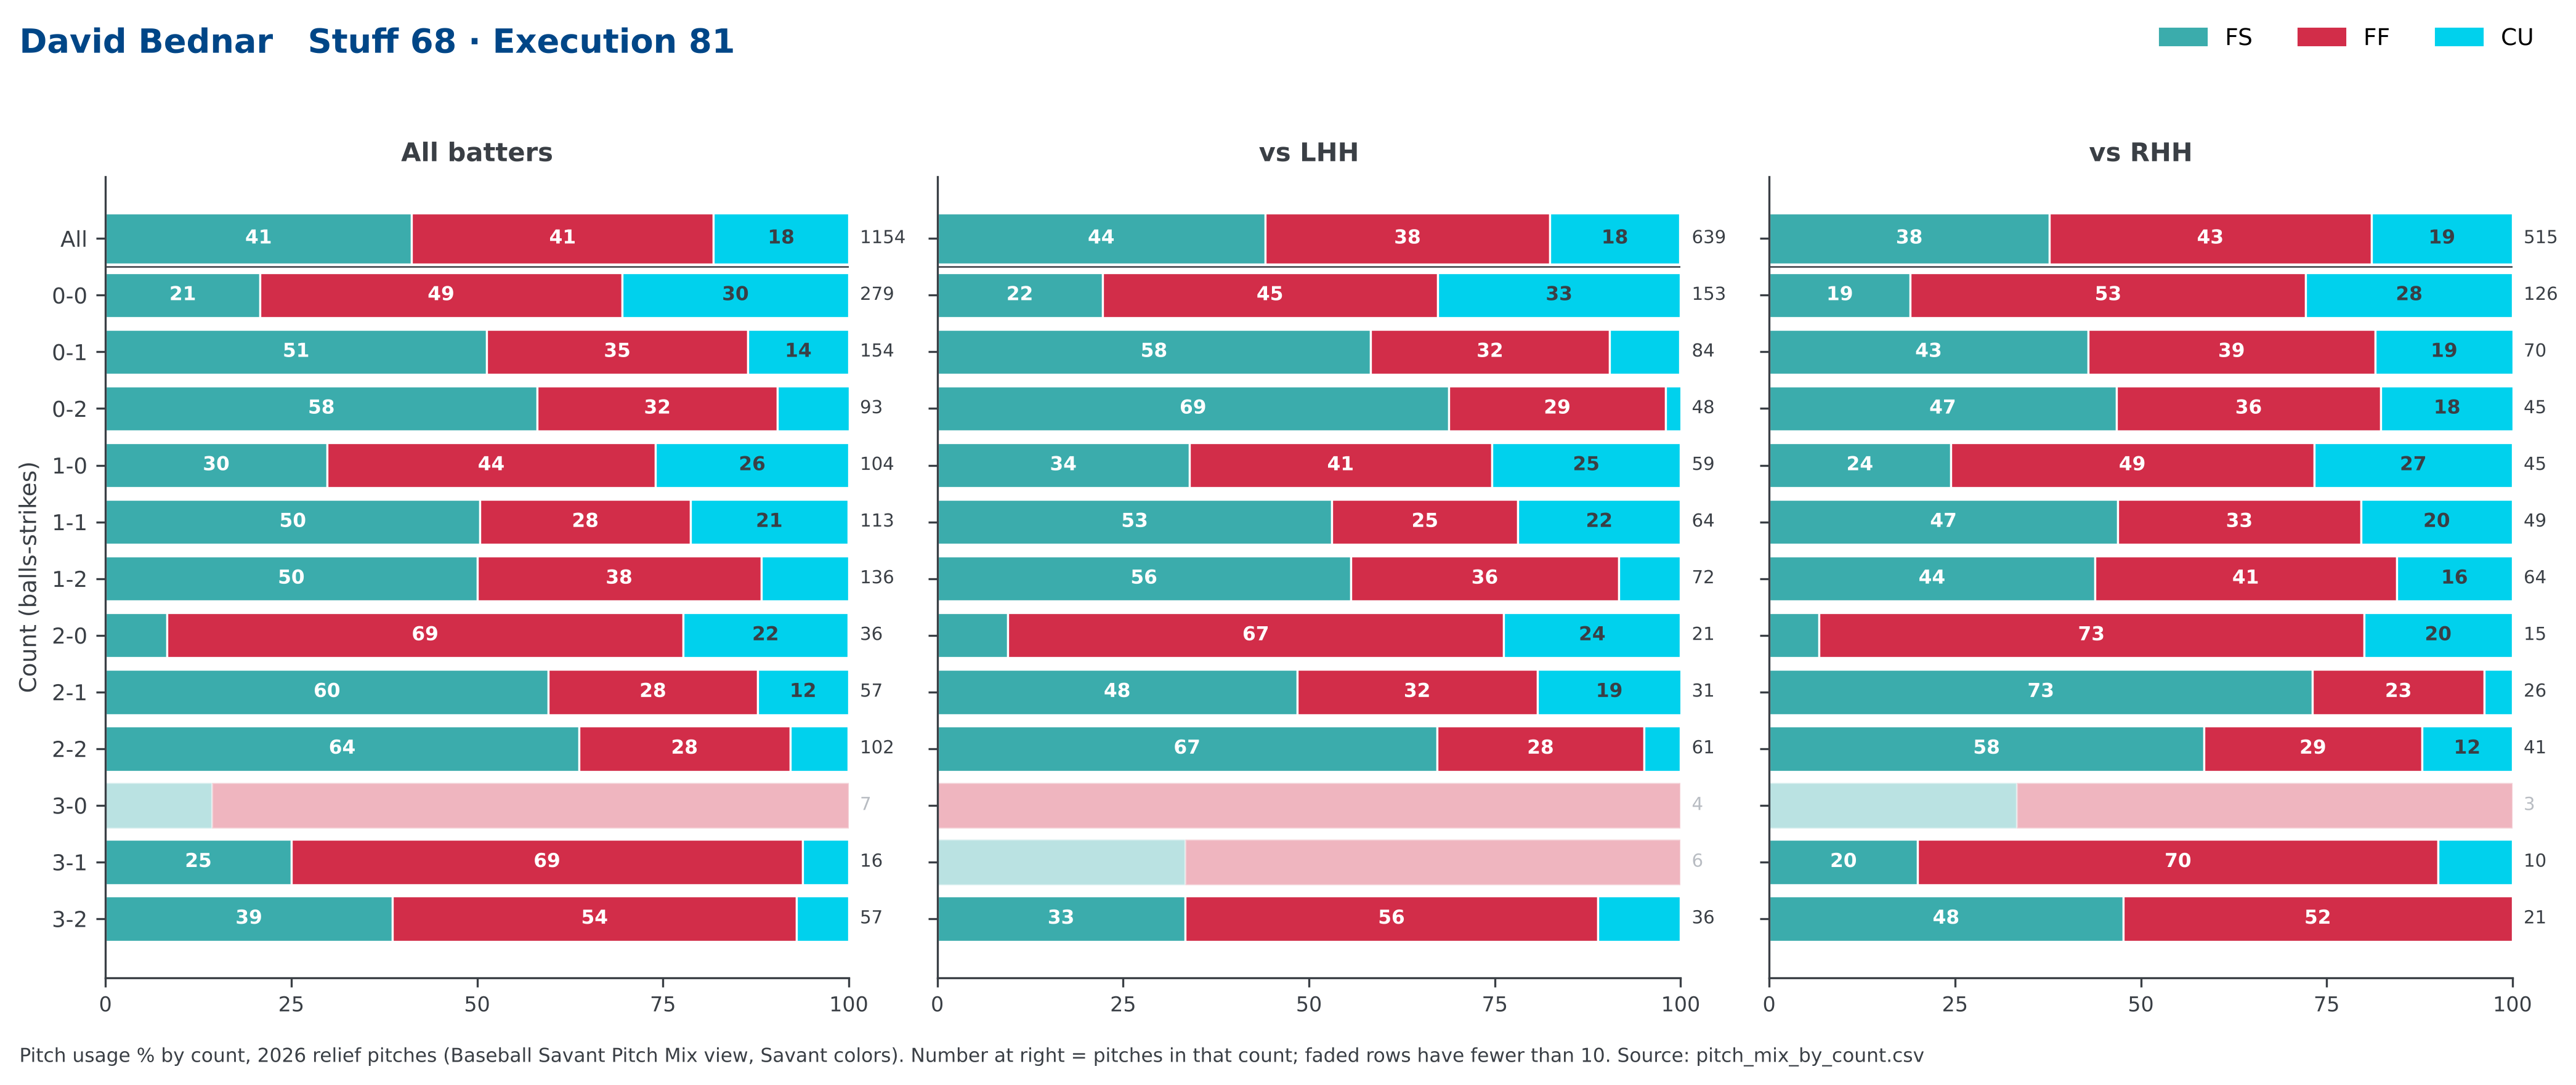 David Bednar   Stuff 68 · Execution 81
FS FF CU
All batters vs LHH vs RHH
All 41 41 18 1154 44 38 18 639 38 43 19 515
0-0 21 49 30 279 22 45 33 153 19 53 28 126
0-1 51 35 14 154 58 32 84 43 39 19 70
0-2 58 32 93 69 29 48 47 36 18 45
1-0 30 44 26 104 34 41 25 59 24 49 27 45
1-1 50 28 21 113 53 25 22 64 47 33 20 49
1-2 50 38 136 56 36 72 44 41 16 64
2-0 69 22 36 67 24 21 73 20 15
2-1 60 28 12 57 48 32 19 31 73 23 26
2-2 64 28 102 67 28 61 58 29 12 41
3-0 7 4 3
3-1 25 69 16 6 20 70 10
3-2 39 54 57 33 56 36 48 52 21
Count (balls-strikes)
0 25 50 75 100 0 25 50 75 100 0 25 50 75 100
Pitch usage % by count, 2026 relief pitches (Baseball Savant Pitch Mix view, Savant colors). Number at right = pitches in that count; faded rows have fewer than 10. Source: pitch_mix_by_count.csv